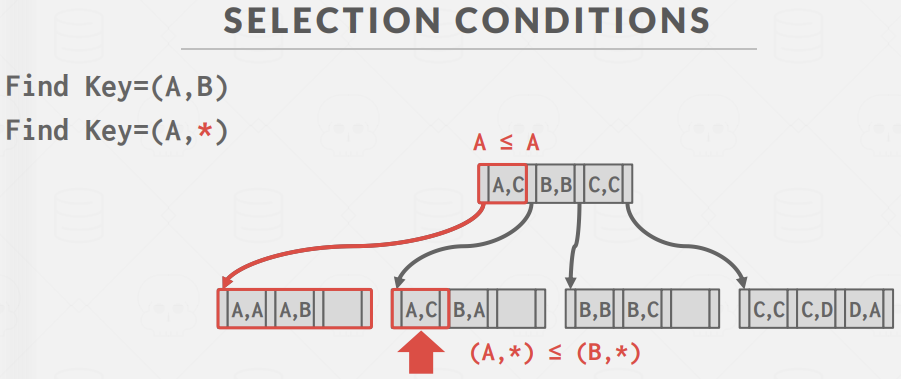 SELECTION CONDITIONS
Find Key=(A,B)
Find Key=(A,*)
A ≤ A
A,C B,B C,C
A,A A,B A,C B,A B,B B,C C,C C,D D,A
(A,*) ≤ (B,*)